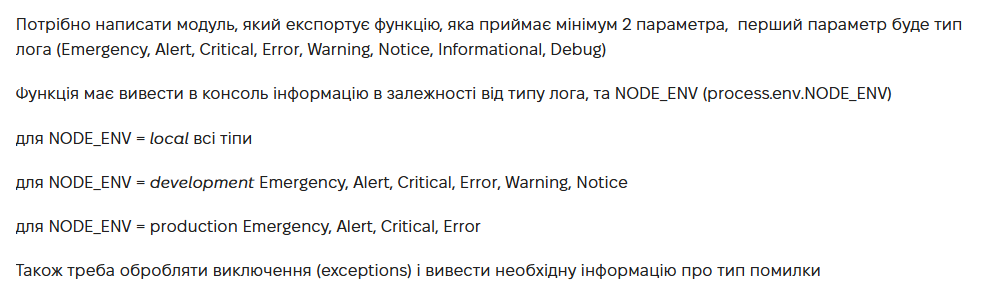 Потрібно написати модуль, який експортує функцію, яка приймає мінімум 2 параметра,  перший параметр буде тип
лога (Emergency, Alert, Critical, Error, Warning, Notice, Informational, Debug)
Функція має вивести в консоль інформацію в залежності від типу лога, та NODE_ENV (process.env.NODE_ENV)
для NODE_ENV = local всі тіпи
для NODE_ENV = development Emergency, Alert, Critical, Error, Warning, Notice
для NODE_ENV = production Emergency, Alert, Critical, Error
Також треба обробляти виключення (exceptions) і вивести необхідну інформацію про тип помилки